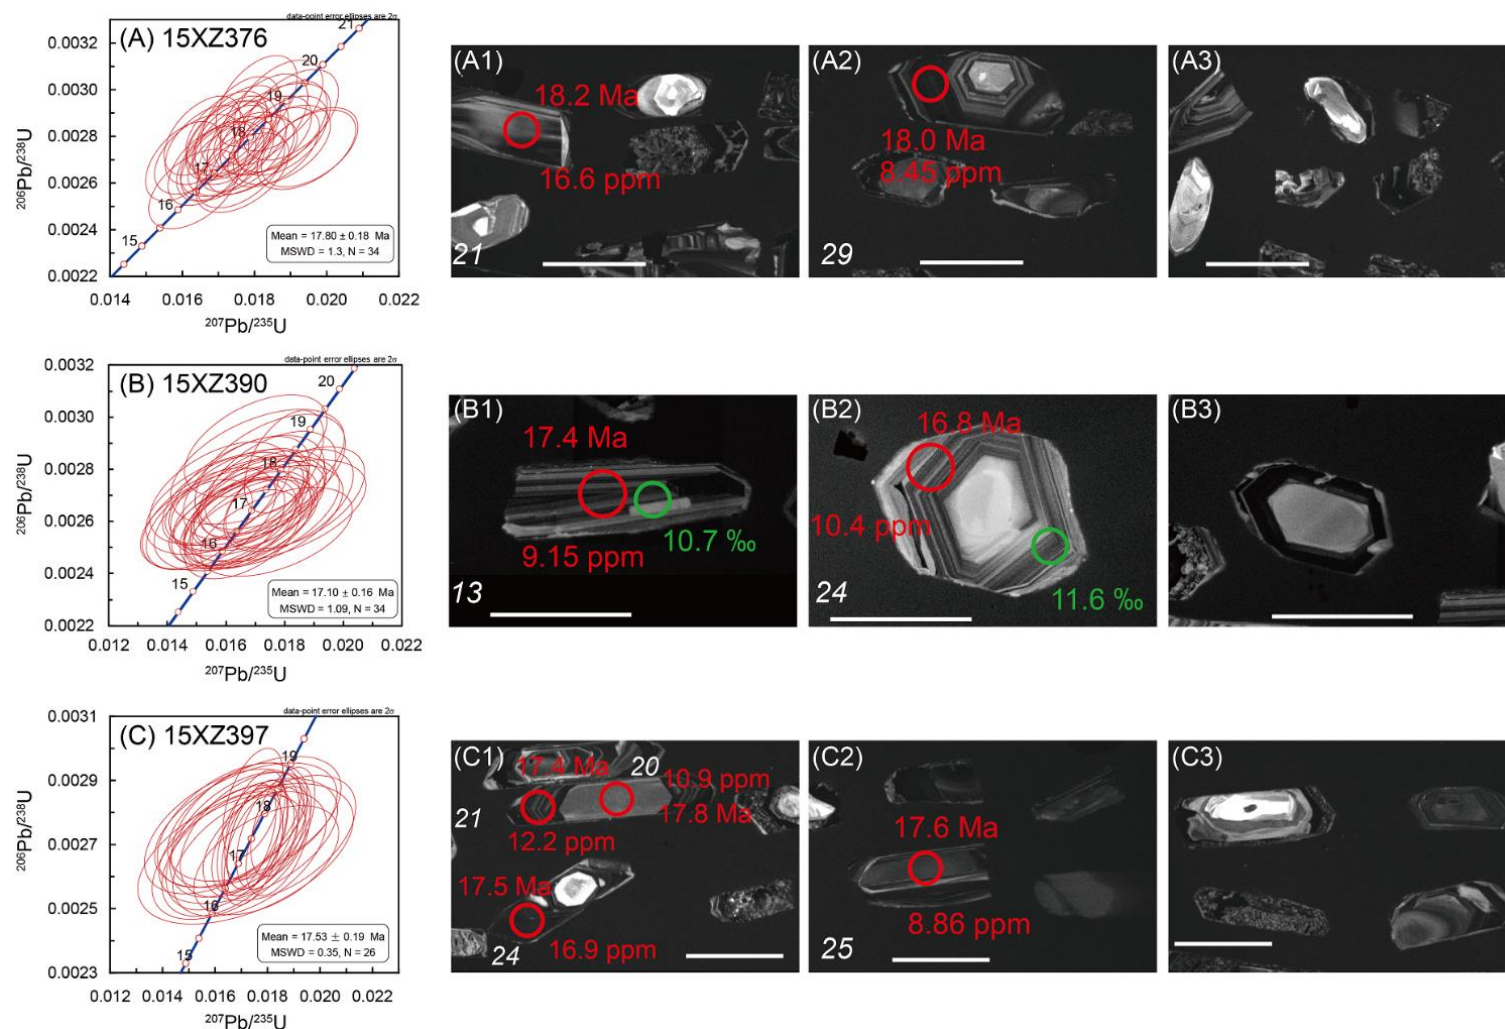 data-point error ellipses are 2σ
(A) 15XZ376
0.0032
0.0030
0.0028
0.0026
0.0024
0.0022
²⁰⁶Pb/²³⁸U
21
20
19
18
17
16
15
Mean = 17.80 ± 0.18 Ma
MSWD = 1.3, N = 34
0.014 0.016 0.018 0.020 0.022
²⁰⁷Pb/²³⁵U
(A1)
18.2 Ma
16.6 ppm
21
(A2)
18.0 Ma
8.45 ppm
29
(A3)
data-point error ellipses are 2σ
(B) 15XZ390
0.0032
0.0030
0.0028
0.0026
0.0024
0.0022
²⁰⁶Pb/²³⁸U
20
19
18
17
16
15
Mean = 17.10 ± 0.16 Ma
MSWD = 1.09, N = 34
0.012 0.014 0.016 0.018 0.020 0.022
²⁰⁷Pb/²³⁵U
(B1)
17.4 Ma
9.15 ppm
10.7 ‰
13
(B2)
16.8 Ma
10.4 ppm
24
11.6 ‰
(B3)
data-point error ellipses are 2σ
(C) 15XZ397
0.0031
0.0029
0.0027
0.0025
0.0023
²⁰⁶Pb/²³⁸U
19
18
17
16
15
Mean = 17.53 ± 0.19 Ma
MSWD = 0.35, N = 26
0.012 0.014 0.016 0.018 0.020 0.022
²⁰⁷Pb/²³⁵U
(C1)
17.4 Ma
20
10.9 ppm
21
17.8 Ma
12.2 ppm
17.5 Ma
24
16.9 ppm
(C2)
17.6 Ma
8.86 ppm
25
(C3)